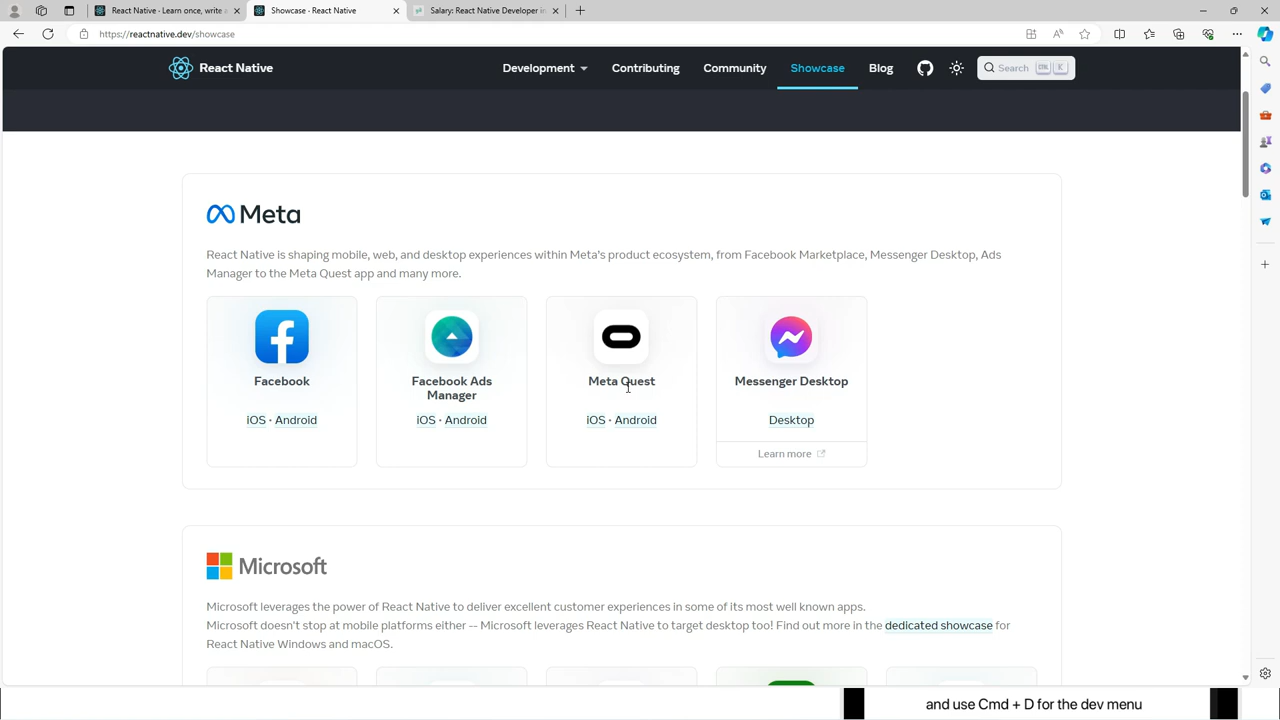 React Native · Learn once, write a
Showcase · React Native
Salary: React Native Developer in
https://reactnative.dev/showcase
React Native
Development
Contributing
Community
Showcase
Blog
Search
CTRL
K
Meta
React Native is shaping mobile, web, and desktop experiences within Meta's product ecosystem, from Facebook Marketplace, Messenger Desktop, Ads
Manager to the Meta Quest app and many more.
Facebook
iOS · Android
Facebook Ads
Manager
iOS · Android
Meta Quest
iOS · Android
Messenger Desktop
Desktop
Learn more
Microsoft
Microsoft leverages the power of React Native to deliver excellent customer experiences in some of its most well known apps.
Microsoft doesn't stop at mobile platforms either -- Microsoft leverages React Native to target desktop too! Find out more in the dedicated showcase for
React Native Windows and macOS.
and use Cmd + D for the dev menu